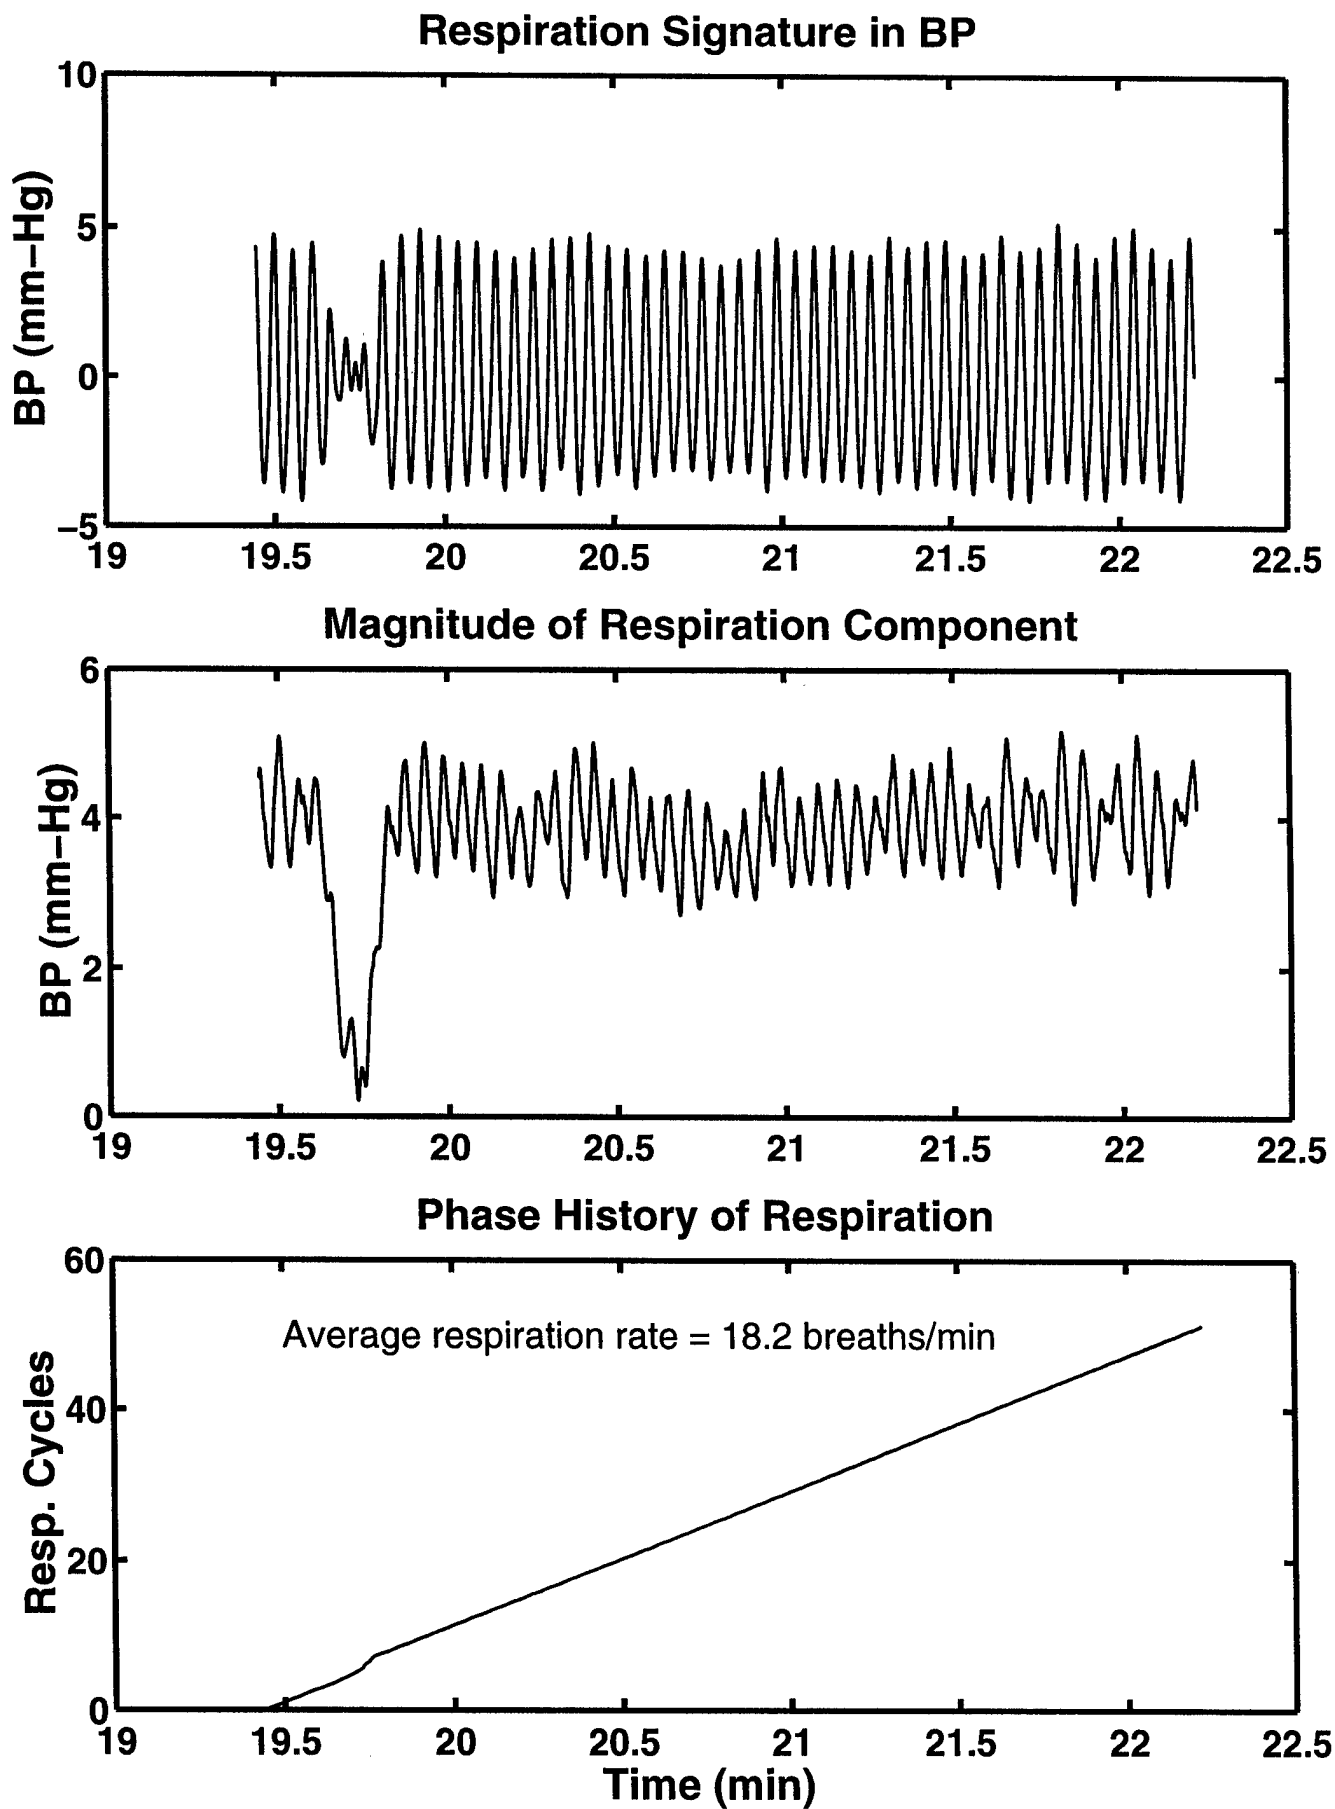 Respiration Signature in BP
10
5
0
−5
BP (mm−Hg)
19 19.5 20 20.5 21 21.5 22 22.5
Magnitude of Respiration Component
6
4
2
0
BP (mm−Hg)
19 19.5 20 20.5 21 21.5 22 22.5
Phase History of Respiration
60
Average respiration rate = 18.2 breaths/min
40
20
0
Resp. Cycles
19 19.5 20 20.5 21 21.5 22 22.5
Time (min)